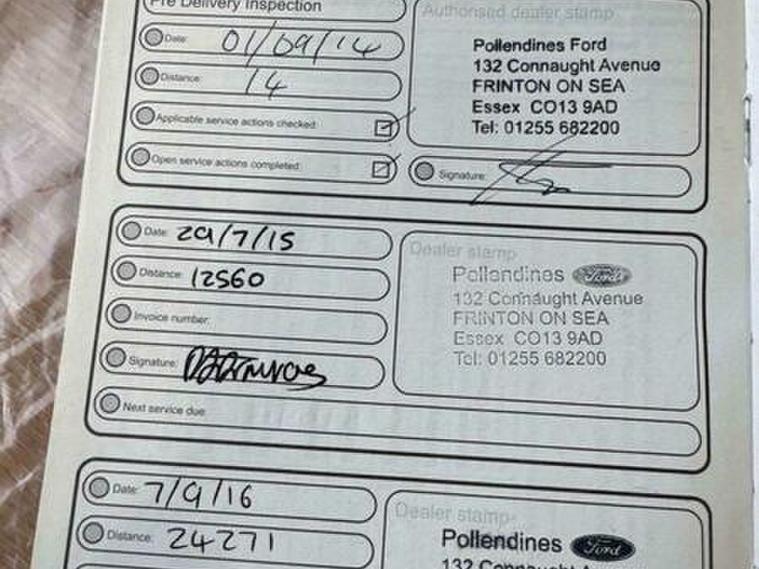 Pre Delivery Inspection
Authorised dealer stamp
Date: 01/09/14
Distance: 14
Applicable service actions checked:
Open service actions completed:
Pollendines Ford
132 Connaught Avenue
FRINTON ON SEA
Essex CO13 9AD
Tel: 01255 682200
Signature:
Date: 29/7/15
Distance: 12560
Invoice number:
Signature:
Next service due:
Dealer stamp
Pollendines Ford
132 Connaught Avenue
FRINTON ON SEA
Essex CO13 9AD
Tel: 01255 682200
Date: 7/9/16
Distance: 24271
Dealer stamp
Pollendines Ford
132 Connaught Avenue